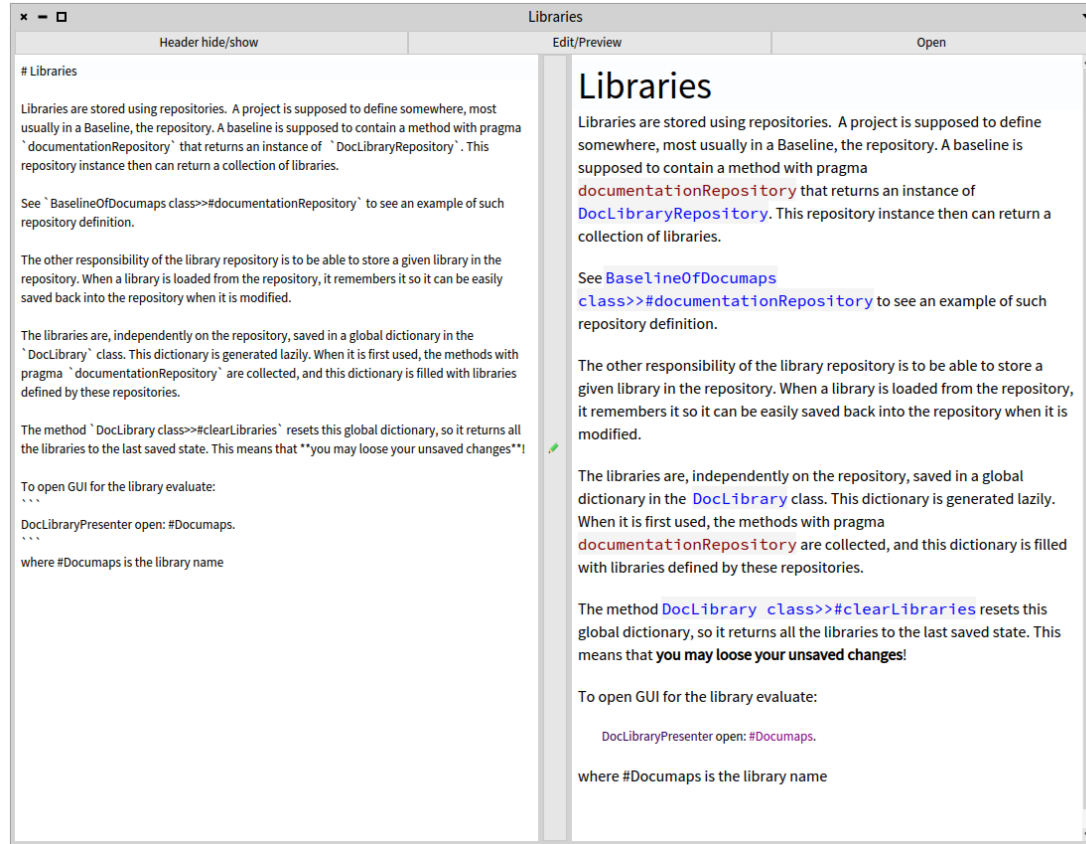 Libraries
Header hide/show
Edit/Preview
Open
# Libraries
Libraries are stored using repositories.  A project is supposed to define somewhere, most
usually in a Baseline, the repository. A baseline is supposed to contain a method with pragma
`documentationRepository` that returns an instance of  `DocLibraryRepository`. This
repository instance then can return a collection of libraries.
See `BaselineOfDocumaps class>>#documentationRepository` to see an example of such
repository definition.
The other responsibility of the library repository is to be able to store a given library in the
repository. When a library is loaded from the repository, it remembers it so it can be easily
saved back into the repository when it is modified.
The libraries are, independently on the repository, saved in a global dictionary in the
`DocLibrary` class. This dictionary is generated lazily. When it is first used, the methods with
pragma  `documentationRepository` are collected, and this dictionary is filled with libraries
defined by these repositories.
The method `DocLibrary class>>#clearLibraries` resets this global dictionary, so it returns all
the libraries to the last saved state. This means that **you may loose your unsaved changes**!
To open GUI for the library evaluate:
```
DocLibraryPresenter open: #Documaps.
```
where #Documaps is the library name
Libraries
Libraries are stored using repositories.  A project is supposed to define
somewhere, most usually in a Baseline, the repository. A baseline is
supposed to contain a method with pragma
documentationRepository that returns an instance of
DocLibraryRepository. This repository instance then can return a
collection of libraries.
See BaselineOfDocumaps
class>>#documentationRepository to see an example of such
repository definition.
The other responsibility of the library repository is to be able to store a
given library in the repository. When a library is loaded from the repository,
it remembers it so it can be easily saved back into the repository when it is
modified.
The libraries are, independently on the repository, saved in a global
dictionary in the  DocLibrary class. This dictionary is generated lazily.
When it is first used, the methods with pragma
documentationRepository are collected, and this dictionary is filled
with libraries defined by these repositories.
The method DocLibrary class>>#clearLibraries resets this
global dictionary, so it returns all the libraries to the last saved state. This
means that you may loose your unsaved changes!
To open GUI for the library evaluate:
DocLibraryPresenter open: #Documaps.
where #Documaps is the library name